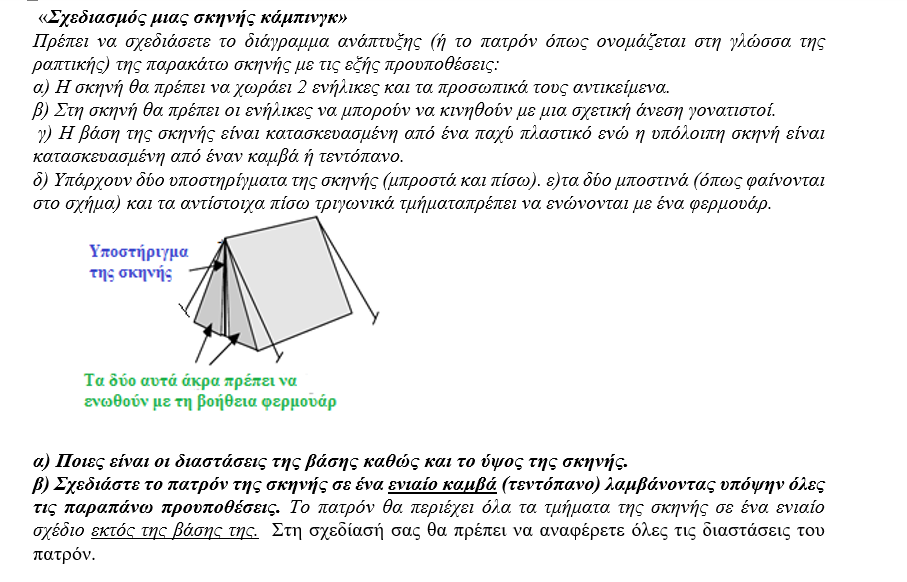 «Σχεδιασμός μιας σκηνής κάμπινγκ»
Πρέπει να σχεδιάσετε το διάγραμμα ανάπτυξης (ή το πατρόν όπως ονομάζεται στη γλώσσα της
ραπτικής) της παρακάτω σκηνής με τις εξής προυποθέσεις:
α) Η σκηνή θα πρέπει να χωράει 2 ενήλικες και τα προσωπικά τους αντικείμενα.
β) Στη σκηνή θα πρέπει οι ενήλικες να μπορούν να κινηθούν με μια σχετική άνεση γονατιστοί.
γ) Η βάση της σκηνής είναι κατασκευασμένη από ένα παχύ πλαστικό ενώ η υπόλοιπη σκηνή είναι
κατασκευασμένη από έναν καμβά ή τεντόπανο.
δ) Υπάρχουν δύο υποστηρίγματα της σκηνής (μπροστά και πίσω). ε)τα δύο μποστινά (όπως φαίνονται
στο σχήμα) και τα αντίστοιχα πίσω τριγωνικά τμήματαπρέπει να ενώνονται με ένα φερμουάρ.
Υποστήριγμα
της σκηνής
Τα δύο αυτά άκρα πρέπει να
ενωθούν με τη βοήθεια φερμουάρ
α) Ποιες είναι οι διαστάσεις της βάσης καθώς και το ύψος της σκηνής.
β) Σχεδιάστε το πατρόν της σκηνής σε ένα ενιαίο καμβά (τεντόπανο) λαμβάνοντας υπόψην όλες
τις παραπάνω προυποθέσεις. Το πατρόν θα περιέχει όλα τα τμήματα της σκηνής σε ένα ενιαίο
σχέδιο εκτός της βάσης της. Στη σχεδίασή σας θα πρέπει να αναφέρετε όλες τις διαστάσεις του
πατρόν.